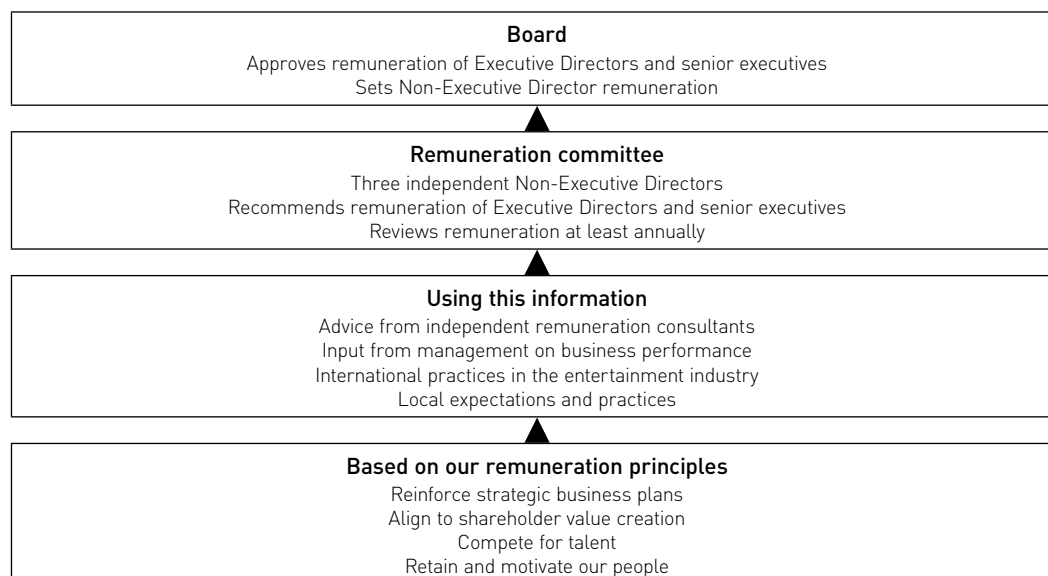 Board
Approves remuneration of Executive Directors and senior executives
Sets Non-Executive Director remuneration
Remuneration committee
Three independent Non-Executive Directors
Recommends remuneration of Executive Directors and senior executives
Reviews remuneration at least annually
Using this information
Advice from independent remuneration consultants
Input from management on business performance
International practices in the entertainment industry
Local expectations and practices
Based on our remuneration principles
Reinforce strategic business plans
Align to shareholder value creation
Compete for talent
Retain and motivate our people